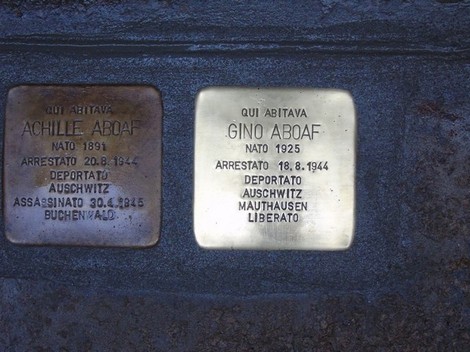 QUI ABITAVA
ACHILLE ABOAF
NATO 1891
ARRESTATO 20.8.1944
DEPORTATO
AUSCHWITZ
ASSASSINATO 30.4.1945
BUCHENWALD
QUI ABITAVA
GINO ABOAF
NATO 1925
ARRESTATO 18.8.1944
DEPORTATO
AUSCHWITZ
MAUTHAUSEN
LIBERATO